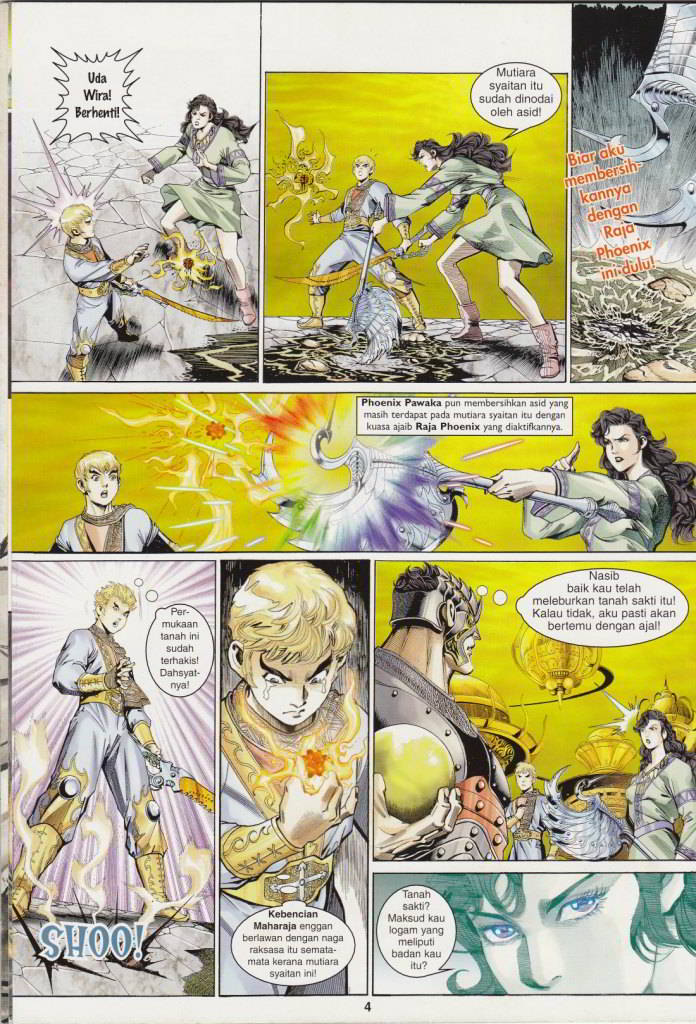 Uda
Wira!
Berhenti!
Mutiara
syaitan itu
sudah dinodai
oleh asid!
Biar aku
membersih-
kannya
dengan
Raja
Phoenix
ini dulu!
Phoenix Pawaka pun membersihkan asid yang
masih terdapat pada mutiara syaitan itu dengan
kuasa ajaib Raja Phoenix yang diaktifkannya.
Per-
mukaan
tanah ini
sudah
terhakis!
Dahsyat-
nya!
SHOO!
Kebencian
Maharaja enggan
berlawan dengan naga
raksasa itu semata-
mata kerana mutiara
syaitan ini!
Nasib
baik kau telah
meleburkan tanah sakti itu!
Kalau tidak, aku pasti akan
bertemu dengan ajal!
Tanah
sakti?
Maksud kau
logam yang
meliputi
badan kau
itu?
4